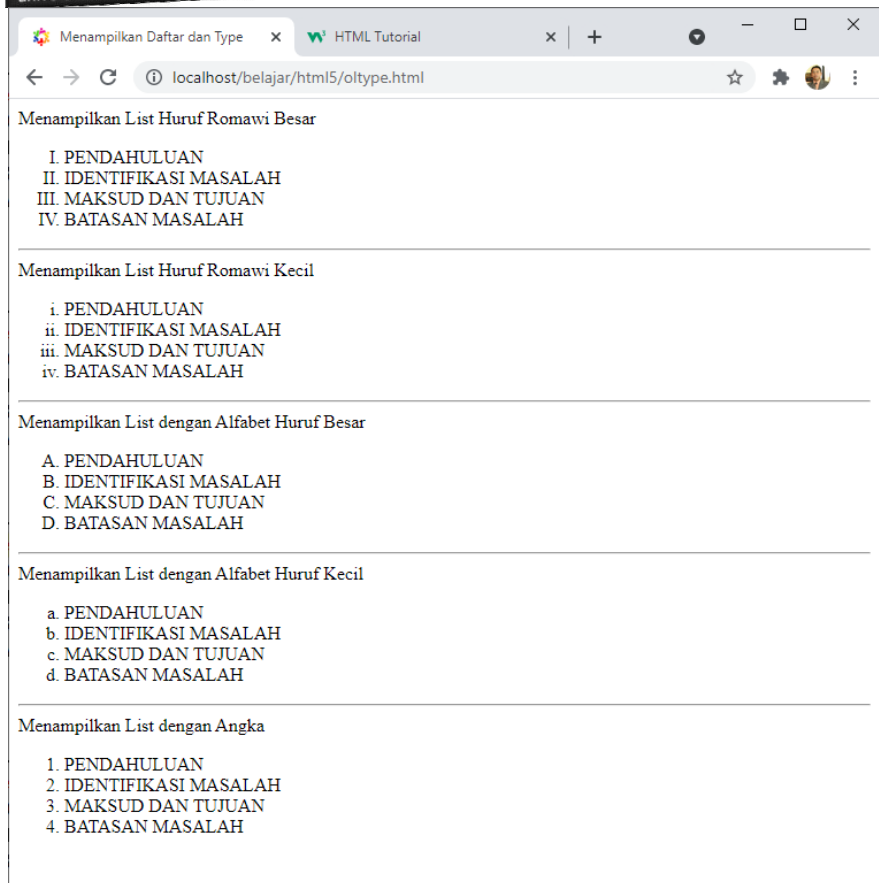 Menampilkan Daftar dan Type
HTML Tutorial
localhost/belajar/html5/oltype.html
Menampilkan List Huruf Romawi Besar
I. PENDAHULUAN
II. IDENTIFIKASI MASALAH
III. MAKSUD DAN TUJUAN
IV. BATASAN MASALAH
Menampilkan List Huruf Romawi Kecil
i. PENDAHULUAN
ii. IDENTIFIKASI MASALAH
iii. MAKSUD DAN TUJUAN
iv. BATASAN MASALAH
Menampilkan List dengan Alfabet Huruf Besar
A. PENDAHULUAN
B. IDENTIFIKASI MASALAH
C. MAKSUD DAN TUJUAN
D. BATASAN MASALAH
Menampilkan List dengan Alfabet Huruf Kecil
a. PENDAHULUAN
b. IDENTIFIKASI MASALAH
c. MAKSUD DAN TUJUAN
d. BATASAN MASALAH
Menampilkan List dengan Angka
1. PENDAHULUAN
2. IDENTIFIKASI MASALAH
3. MAKSUD DAN TUJUAN
4. BATASAN MASALAH